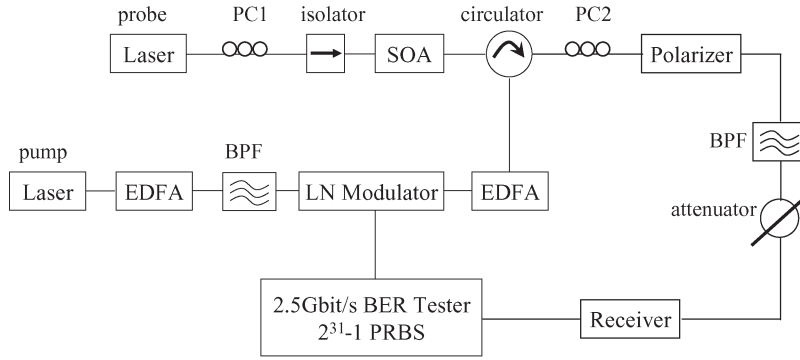 probe
PC1
isolator
circulator
PC2
Laser
SOA
Polarizer
BPF
pump
BPF
Laser
EDFA
LN Modulator
EDFA
attenuator
2.5Gbit/s BER Tester
2³¹-1 PRBS
Receiver